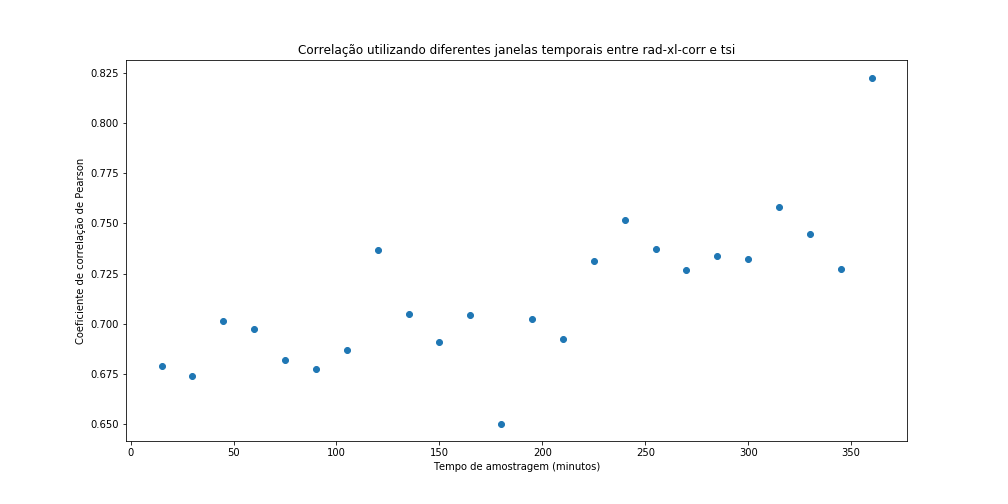 Correlação utilizando diferentes janelas temporais entre rad-xl-corr e tsi
Coeficiente de correlação de Pearson
0.825
0.800
0.775
0.750
0.725
0.700
0.675
0.650
0 50 100 150 200 250 300 350
Tempo de amostragem (minutos)